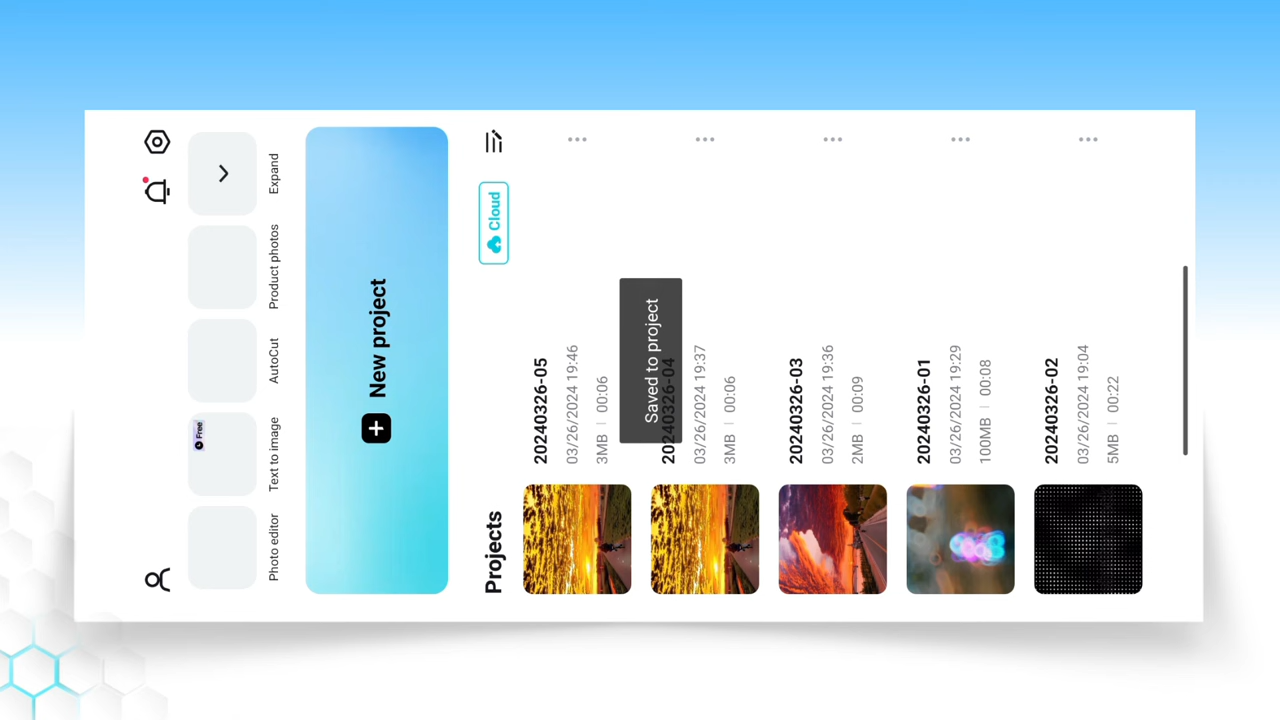 Free
Photo editor
Text to image
AutoCut
Product photos
Expand
New project
Projects
Cloud
20240326-05
03/26/2024 19:46
3MB | 00:06
Saved to project
20240326-04
03/26/2024 19:37
3MB | 00:06
20240326-03
03/26/2024 19:36
2MB | 00:09
20240326-01
03/26/2024 19:29
100MB | 00:08
20240326-02
03/26/2024 19:04
5MB | 00:22